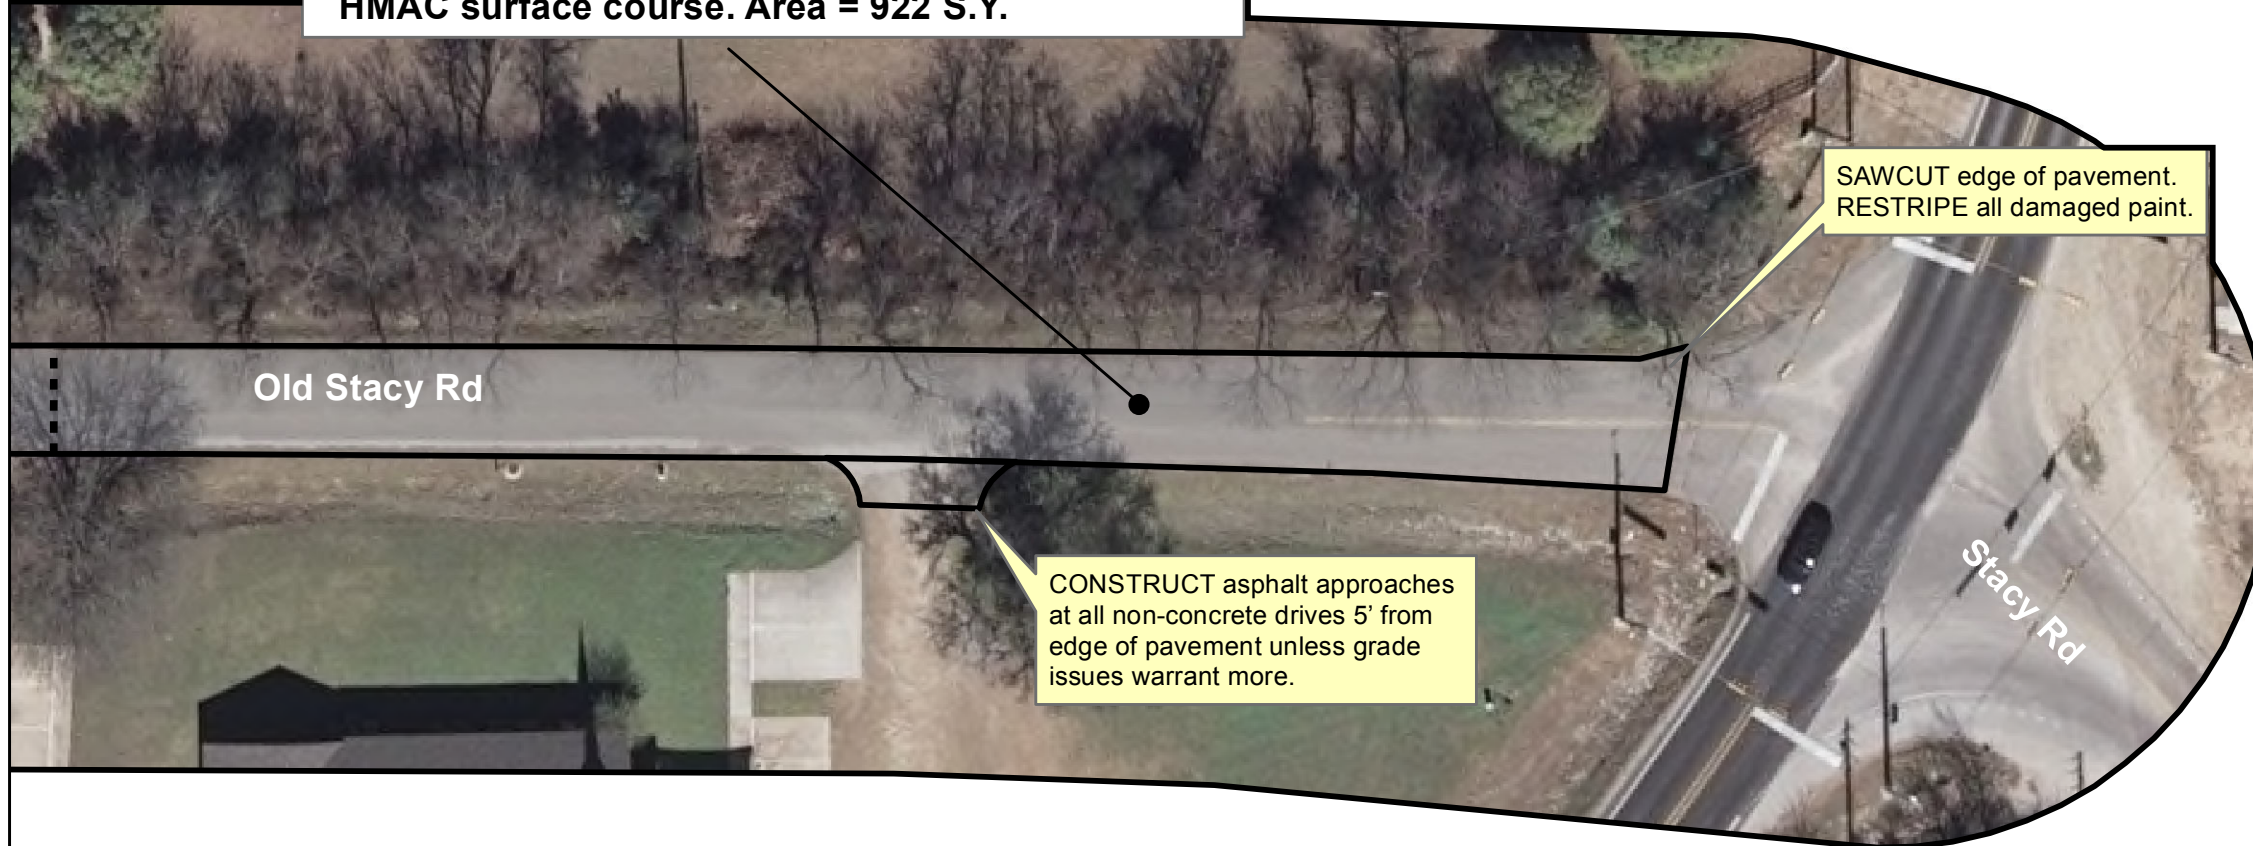 HMAC surface course. Area = 922 S.Y.
SAWCUT edge of pavement.
RESTRIPE all damaged paint.
Old Stacy Rd
CONSTRUCT asphalt approaches
at all non-concrete drives 5’ from
edge of pavement unless grade
issues warrant more.
Stacy Rd